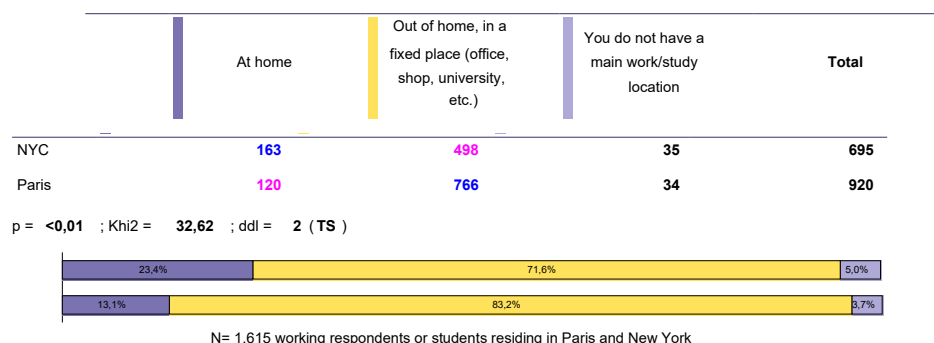 At home
Out of home, in a
fixed place (office,
shop, university,
etc.)
You do not have a
main work/study
location
Total
NYC 163 498 35 695
Paris 120 766 34 920
p = <0,01 ; Khi2 = 32,62 ; ddl = 2 ( TS )
23,4% 71,6% 5,0%
13,1% 83,2% 3,7%
N= 1,615 working respondents or students residing in Paris and New York